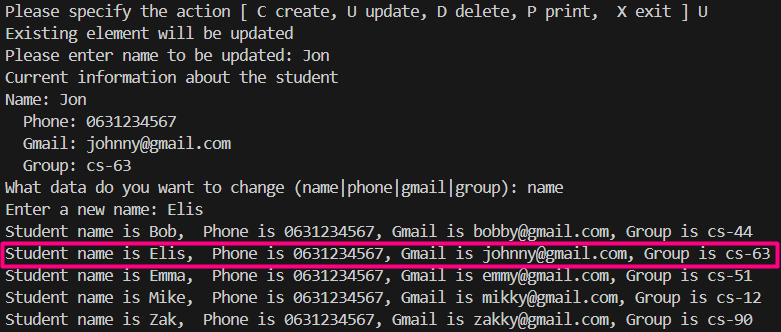 Please specify the action [ C create, U update, D delete, P print,  X exit ] U
Existing element will be updated
Please enter name to be updated: Jon
Current information about the student
Name: Jon
  Phone: 0631234567
  Gmail: johnny@gmail.com
  Group: cs-63
What data do you want to change (name|phone|gmail|group): name
Enter a new name: Elis
Student name is Bob,  Phone is 0631234567, Gmail is bobby@gmail.com, Group is cs-44
Student name is Elis,  Phone is 0631234567, Gmail is johnny@gmail.com, Group is cs-63
Student name is Emma,  Phone is 0631234567, Gmail is emmy@gmail.com, Group is cs-51
Student name is Mike,  Phone is 0631234567, Gmail is mikky@gmail.com, Group is cs-12
Student name is Zak,  Phone is 0631234567, Gmail is zakky@gmail.com, Group is cs-90